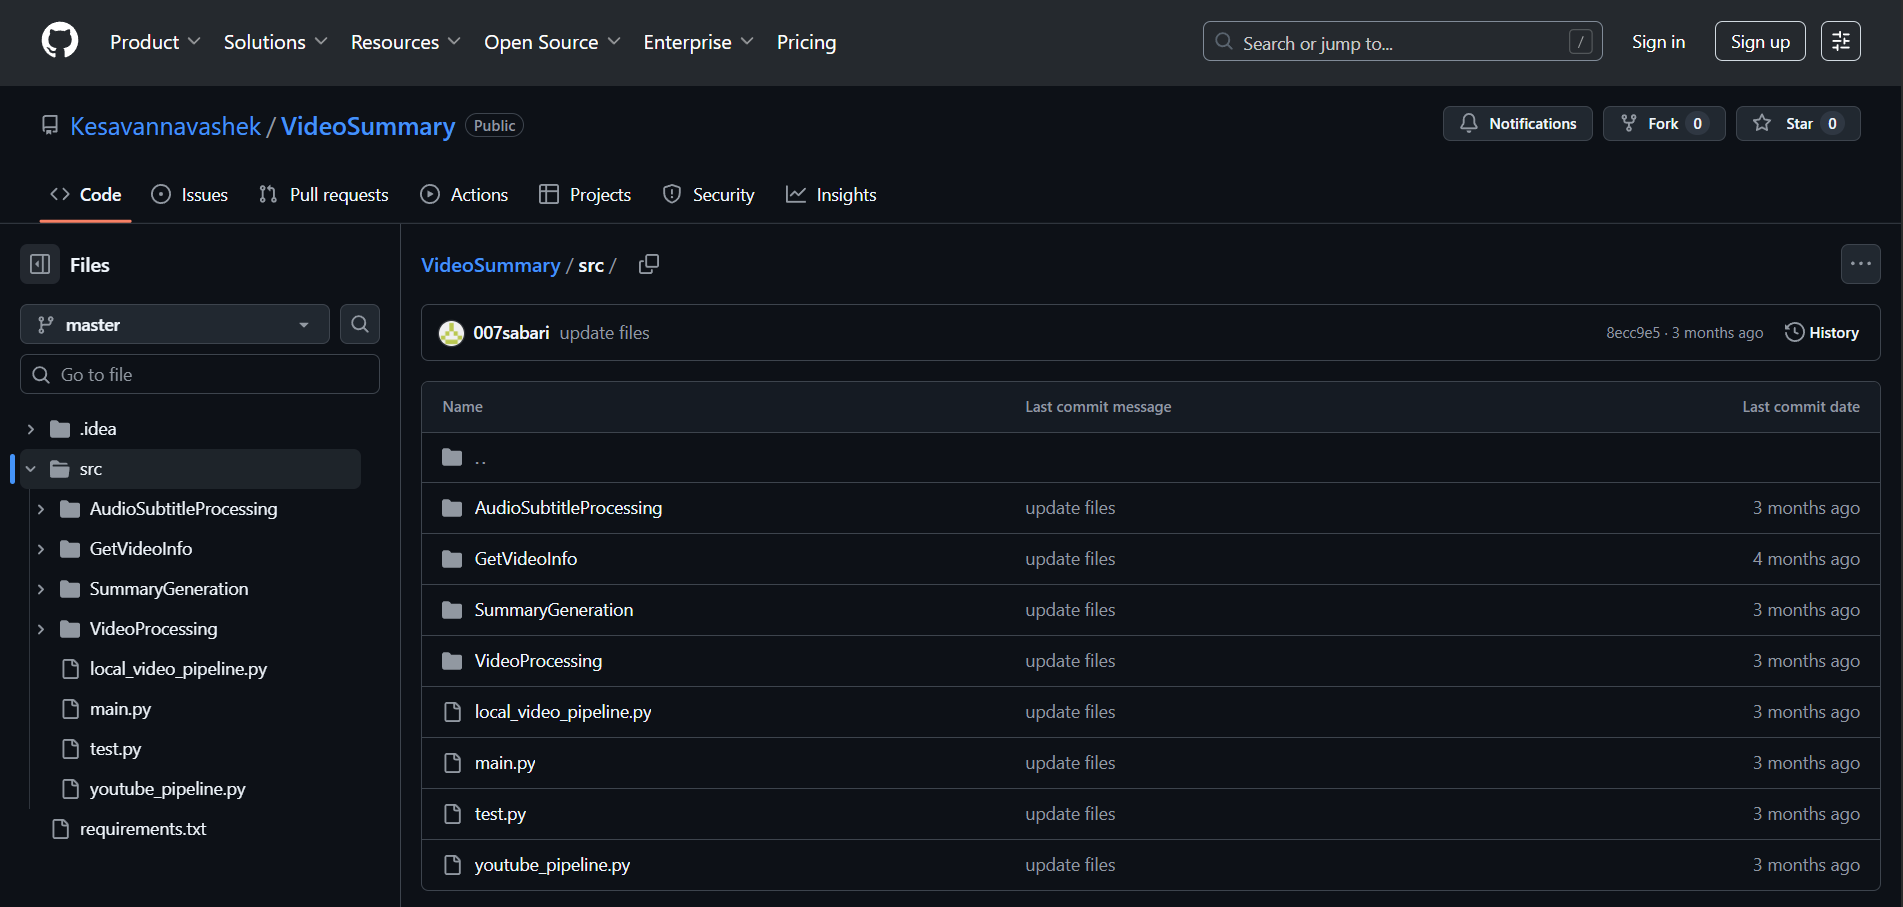 Product Solutions Resources Open Source Enterprise Pricing Search or jump to... / Sign in Sign up
Kesavannavashek / VideoSummary Public Notifications Fork 0 Star 0
Code Issues Pull requests Actions Projects Security Insights
Files
master
Go to file
.idea
src
AudioSubtitleProcessing
GetVideoInfo
SummaryGeneration
VideoProcessing
local_video_pipeline.py
main.py
test.py
youtube_pipeline.py
requirements.txt
VideoSummary / src /
007sabari update files 8ecc9e5 · 3 months ago History
Name Last commit message Last commit date
..
AudioSubtitleProcessing update files 3 months ago
GetVideoInfo update files 4 months ago
SummaryGeneration update files 3 months ago
VideoProcessing update files 3 months ago
local_video_pipeline.py update files 3 months ago
main.py update files 3 months ago
test.py update files 3 months ago
youtube_pipeline.py update files 3 months ago